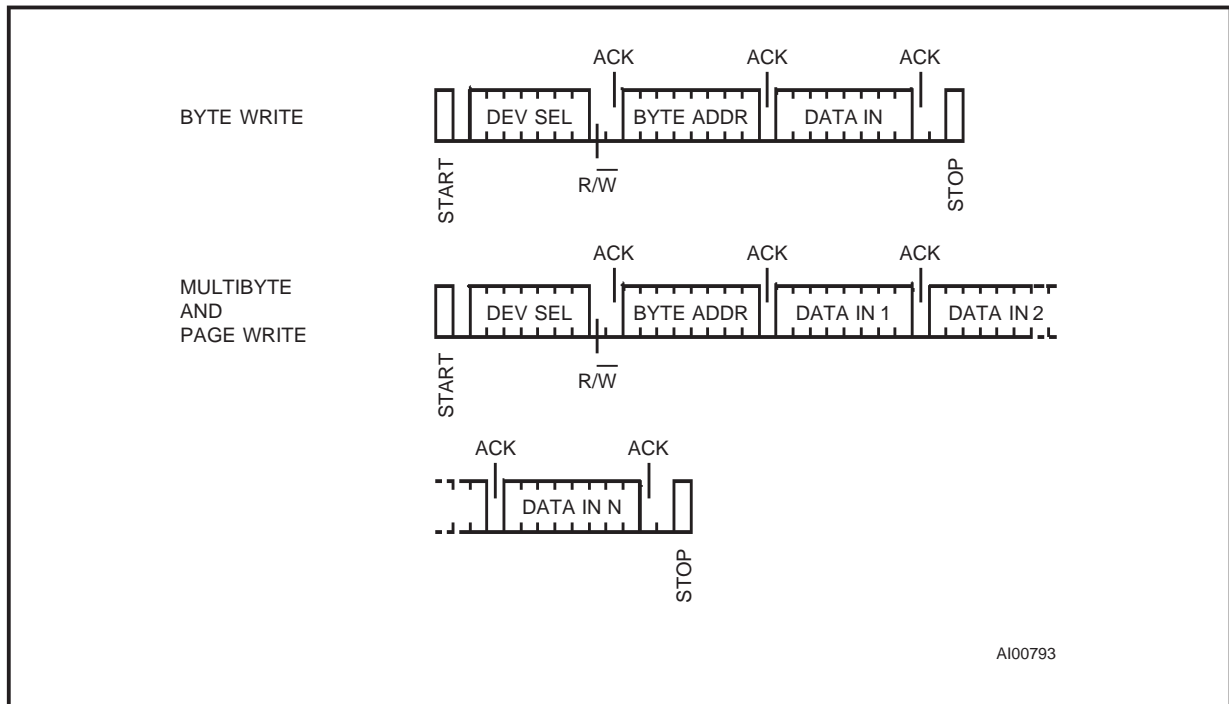 ACK ACK ACK
BYTE WRITE
DEV SEL BYTE ADDR DATA IN
R/W̅
START STOP
ACK ACK ACK
MULTIBYTE
AND
PAGE WRITE
DEV SEL BYTE ADDR DATA IN 1 DATA IN 2
R/W̅
START
ACK ACK
DATA IN N
STOP
AI00793